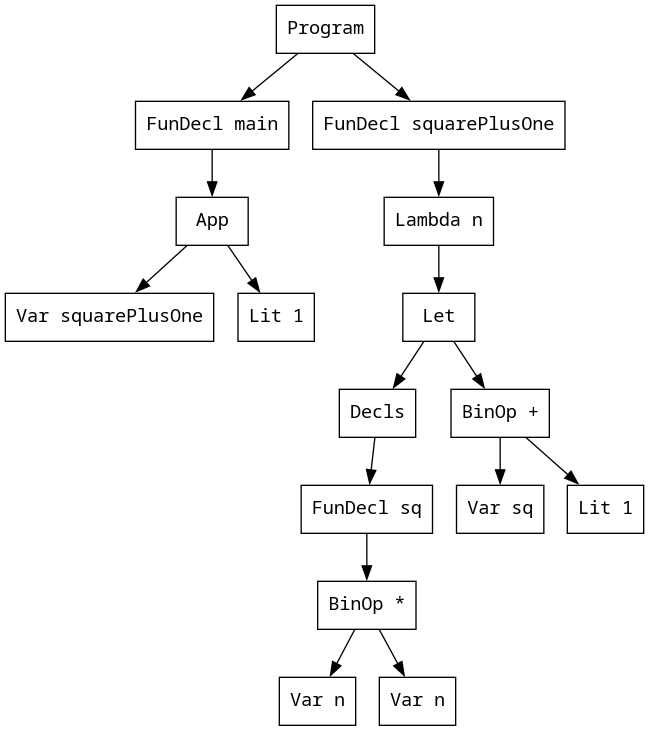 Program
FunDecl main
FunDecl squarePlusOne
App
Lambda n
Var squarePlusOne
Lit 1
Let
Decls
BinOp +
FunDecl sq
Var sq
Lit 1
BinOp *
Var n
Var n